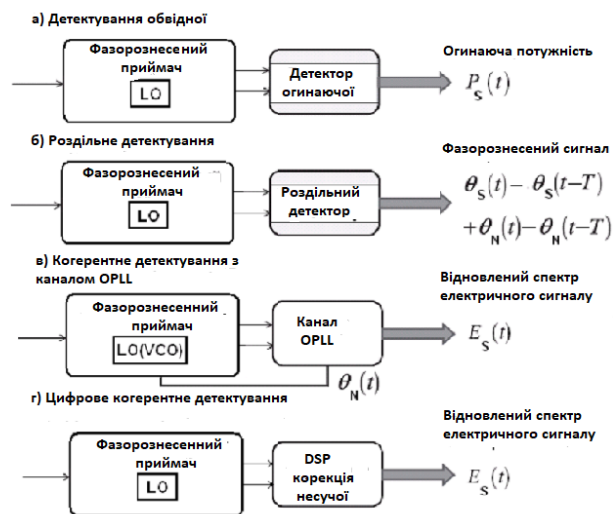 а) Детектування обвідної
Фазорознесений
приймач
LO
Детектор
огинаючої
Огинаюча потужність
P_S(t)
б) Роздільне детектування
Фазорознесений
приймач
LO
Роздільний
детектор
Фазорознесений сигнал
θ_S(t) − θ_S(t−T)
+θ_N(t) − θ_N(t−T)
в) Когерентне детектування з
каналом OPLL
Фазорознесенний
приймач
LO(VCO)
Канал
OPLL
θ_N(t)
Відновлений спектр
електричного сигналу
E_S(t)
г) Цифрове когерентне детектування
Фазорознесенний
приймач
LO
DSP
корекція
несучої
Відновлений спектр
електричного сигналу
E_S(t)